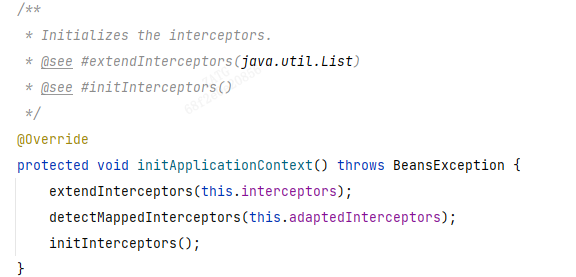 /**
 * Initializes the interceptors.
 * @see #extendInterceptors(java.util.List)
 * @see #initInterceptors()
 */
@Override
protected void initApplicationContext() throws BeansException {
    extendInterceptors(this.interceptors);
    detectMappedInterceptors(this.adaptedInterceptors);
    initInterceptors();
}